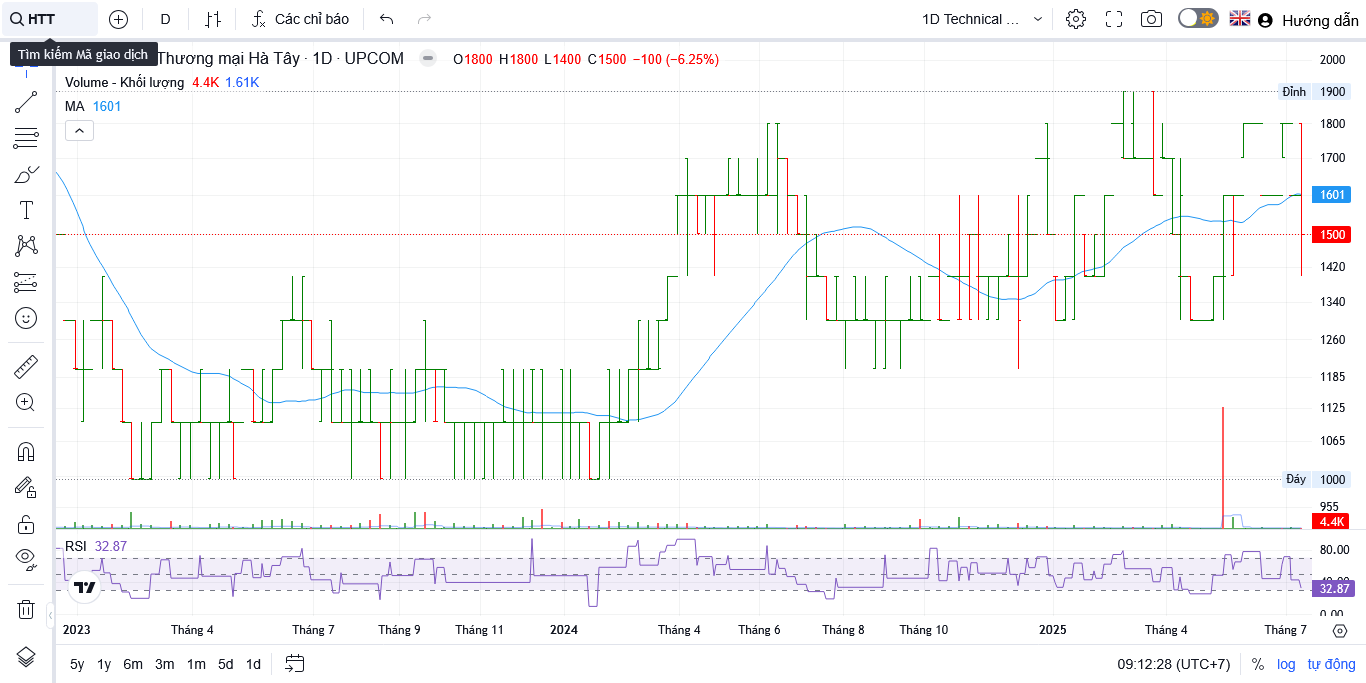 HTT
D
Các chỉ báo
1D Technical ...
Hướng dẫn
Tìm kiếm Mã giao dịch
Thương mại Hà Tây · 1D · UPCOM
O1800 H1800 L1400 C1500 −100 (−6.25%)
Volume - Khối lượng 4.4K 1.61K
MA 1601
2000
Đỉnh 1900
1800
1700
1601
1500
1420
1340
1260
1185
1125
1065
Đáy 1000
955
4.4K
RSI 32.87
80.00
40.00
32.87
0.00
2023 Tháng 4 Tháng 7 Tháng 9 Tháng 11 2024 Tháng 4 Tháng 6 Tháng 8 Tháng 10 2025 Tháng 4 Tháng 7
5y 1y 6m 3m 1m 5d 1d
09:12:28 (UTC+7) % log tự động